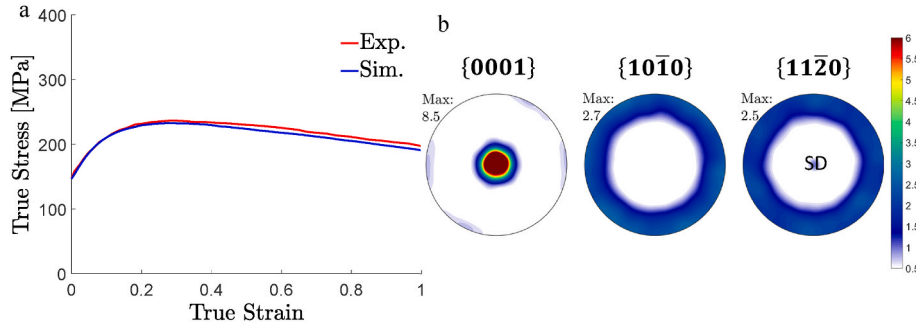 a
True Stress [MPa]
400
300
200
100
0
0
0.2
0.4
0.6
0.8
1
True Strain
Exp.
Sim.
b
{0001}
{101̅0}
{112̅0}
Max:
8.5
Max:
2.7
Max:
2.5
SD
6
5.5
5
4.5
4
3.5
3
2.5
2
1.5
1
0.5